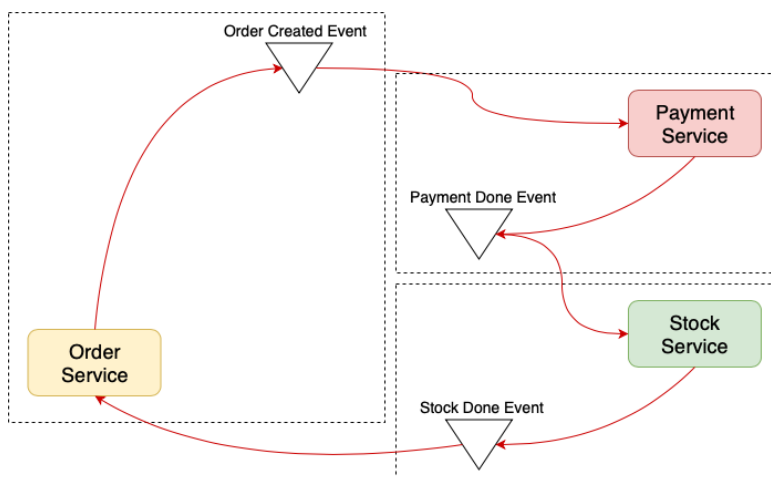 Order Created Event
Payment
Service
Payment Done Event
Stock
Service
Order
Service
Stock Done Event